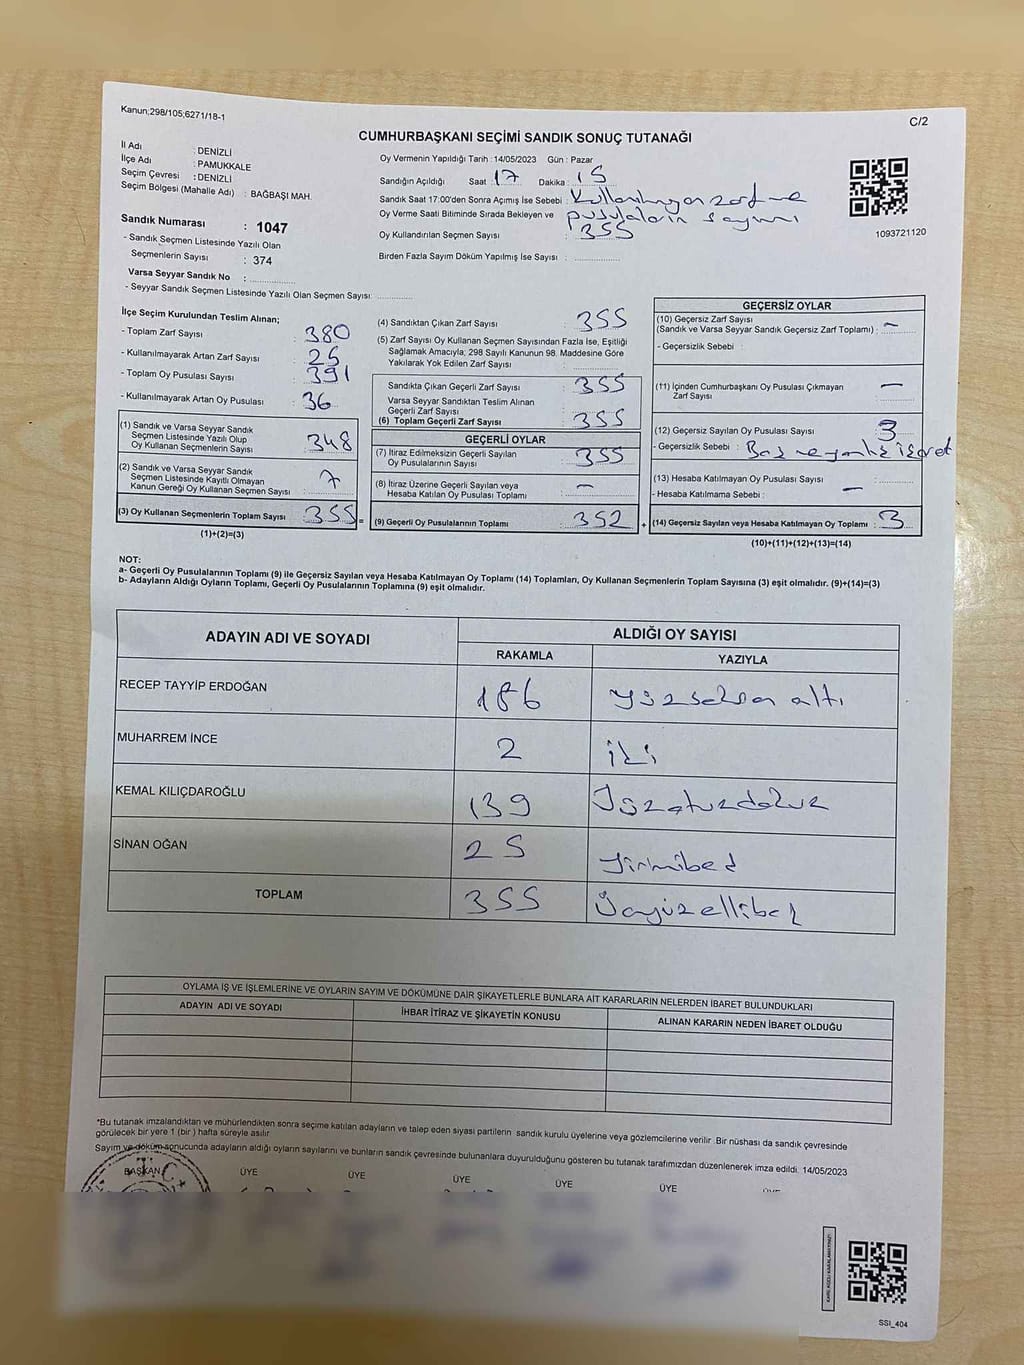 Kanun;298/105;6271/18-1
C/2
CUMHURBAŞKANI SEÇİMİ SANDIK SONUÇ TUTANAĞI
İl Adı : DENİZLİ
İlçe Adı : PAMUKKALE
Seçim Çevresi : DENİZLİ
Seçim Bölgesi (Mahalle Adı) : BAĞBAŞI MAH.
Sandık Numarası : 1047
- Sandık Seçmen Listesinde Yazılı Olan
Seçmenlerin Sayısı : 374
Varsa Seyyar Sandık No :
- Seyyar Sandık Seçmen Listesinde Yazılı Olan Seçmen Sayısı:
Oy Vermenin Yapıldığı Tarih : 14/05/2023 Gün : Pazar
Sandığın Açıldığı Saat 17 Dakika : 15
Sandık Saat 17:00'den Sonra Açımış İse Sebebi : Kullanılmayan zarf ve
Oy Verme Saati Bitiminde Sırada Bekleyen ve pusulaların sayımı
Oy Kullandırılan Seçmen Sayısı : 355
Birden Fazla Sayım Döküm Yapılmış İse Sayısı :
1093721120
İlçe Seçim Kurulundan Teslim Alınan;
- Toplam Zarf Sayısı 380
- Kullanılmayarak Artan Zarf Sayısı 25
- Toplam Oy Pusulası Sayısı 391
- Kullanılmayarak Artan Oy Pusulası 36
(1) Sandık ve Varsa Seyyar Sandık
Seçmen Listesinde Yazılı Olup
Oy Kullanan Seçmenlerin Sayısı 348
(2) Sandık ve Varsa Seyyar Sandık
Seçmen Listesinde Kayıtlı Olmayan
Kanun Gereği Oy Kullanan Seçmen Sayısı : 7
(3) Oy Kullanan Seçmenlerin Toplam Sayısı 355 =
(1)+(2)=(3)
(4) Sandıktan Çıkan Zarf Sayısı : 355
(5) Zarf Sayısı Oy Kullanan Seçmen Sayısından Fazla İse, Eşitliği
Sağlamak Amacıyla; 298 Sayılı Kanunun 98. Maddesine Göre
Yakılarak Yok Edilen Zarf Sayısı :
Sandıkta Çıkan Geçerli Zarf Sayısı : 355
Varsa Seyyar Sandıktan Teslim Alınan
Geçerli Zarf Sayısı :
(6) Toplam Geçerli Zarf Sayısı : 355
GEÇERLİ OYLAR
(7) İtiraz Edilmeksizin Geçerli Sayılan
Oy Pusulalarının Sayısı : 355
(8) İtiraz Üzerine Geçerli Sayılan veya
Hesaba Katılan Oy Pusulası Toplamı : -
(9) Geçerli Oy Pusulalarının Toplamı : 352 +
GEÇERSİZ OYLAR
(10) Geçersiz Zarf Sayısı
(Sandık ve Varsa Seyyar Sandık Geçersiz Zarf Toplamı) : -
- Geçersizlik Sebebi :
(11) İçinden Cumhurbaşkanı Oy Pusulası Çıkmayan
Zarf Sayısı : -
(12) Geçersiz Sayılan Oy Pusulası Sayısı : 3
- Geçersizlik Sebebi : işaret
(13) Hesaba Katılmayan Oy Pusulası Sayısı :
- Hesaba Katılmama Sebebi : -
(14) Geçersiz Sayılan veya Hesaba Katılmayan Oy Toplamı : 3
(10)+(11)+(12)+(13)=(14)
NOT:
a- Geçerli Oy Pusulalarının Toplamı (9) ile Geçersiz Sayılan veya Hesaba Katılmayan Oy Toplamı (14) Toplamları, Oy Kullanan Seçmenlerin Toplam Sayısına (3) eşit olmalıdır. (9)+(14)=(3)
b- Adayların Aldığı Oyların Toplamı, Geçerli Oy Pusulalarının Toplamına (9) eşit olmalıdır.
ADAYIN ADI VE SOYADI
ALDIĞI OY SAYISI
RAKAMLA YAZIYLA
RECEP TAYYİP ERDOĞAN 186 yüzseksen altı
MUHARREM İNCE 2 iki
KEMAL KILIÇDAROĞLU 139 Yüzotuzdokuz
SİNAN OĞAN 25 yirmibeş
TOPLAM 355 Üçyüzellibeş
OYLAMA İŞ VE İŞLEMLERİNE VE OYLARIN SAYIM VE DÖKÜMÜNE DAİR ŞİKAYETLERLE BUNLARA AİT KARARLARIN NELERDEN İBARET BULUNDUKLARI
ADAYIN ADI VE SOYADI İHBAR İTİRAZ VE ŞİKAYETİN KONUSU ALINAN KARARIN NEDEN İBARET OLDUĞU
*Bu tutanak imzalandıktan ve mühürlendikten sonra seçime katılan adayların ve talep eden siyasi partilerin sandık kurulu üyelerine veya gözlemcilerine verilir. Bir nüshası da sandık çevresinde
görülecek bir yere 1 (bir) hafta süreyle asılır
Sayım ve döküm sonucunda adayların aldığı oyların sayılarını ve bunların sandık çevresinde bulunanlara duyurulduğunu gösteren bu tutanak tarafımızdan düzenlenerek imza edildi. 14/05/2023
BAŞKAN ÜYE ÜYE ÜYE ÜYE ÜYE
SSI_404